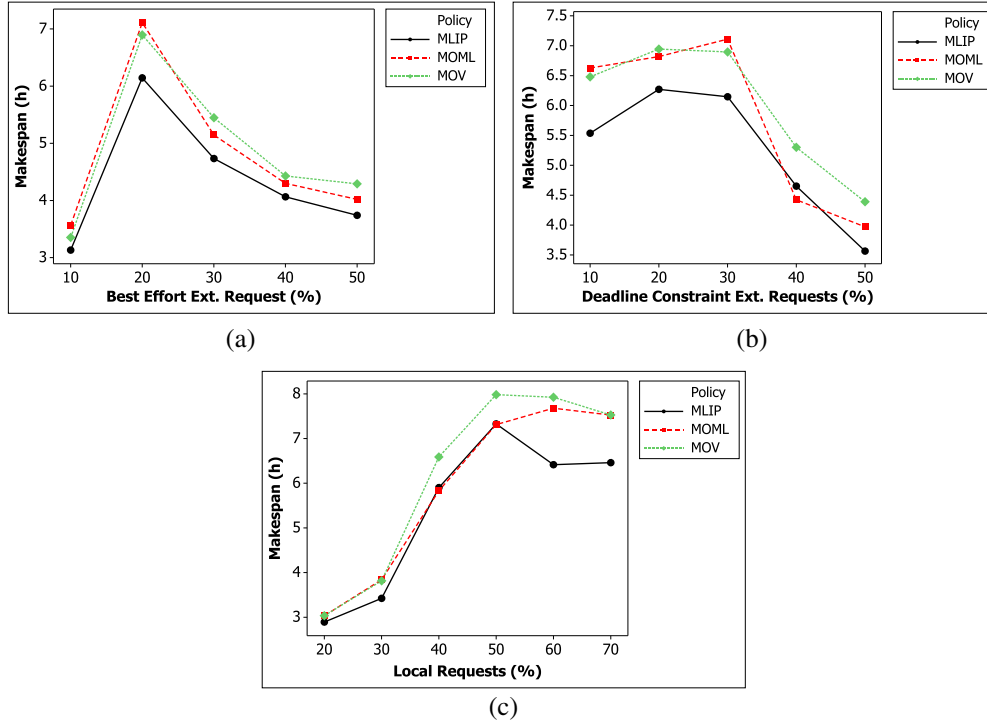 Makespan (h)
7
6
5
4
3
10 20 30 40 50
Best Effort Ext. Request (%)
Policy
MLIP
MOML
MOV
(a)
Makespan (h)
7.5
7.0
6.5
6.0
5.5
5.0
4.5
4.0
3.5
10 20 30 40 50
Deadline Constraint Ext. Requests (%)
Policy
MLIP
MOML
MOV
(b)
Makespan (h)
8
7
6
5
4
3
20 30 40 50 60 70
Local Requests (%)
Policy
MLIP
MOML
MOV
(c)